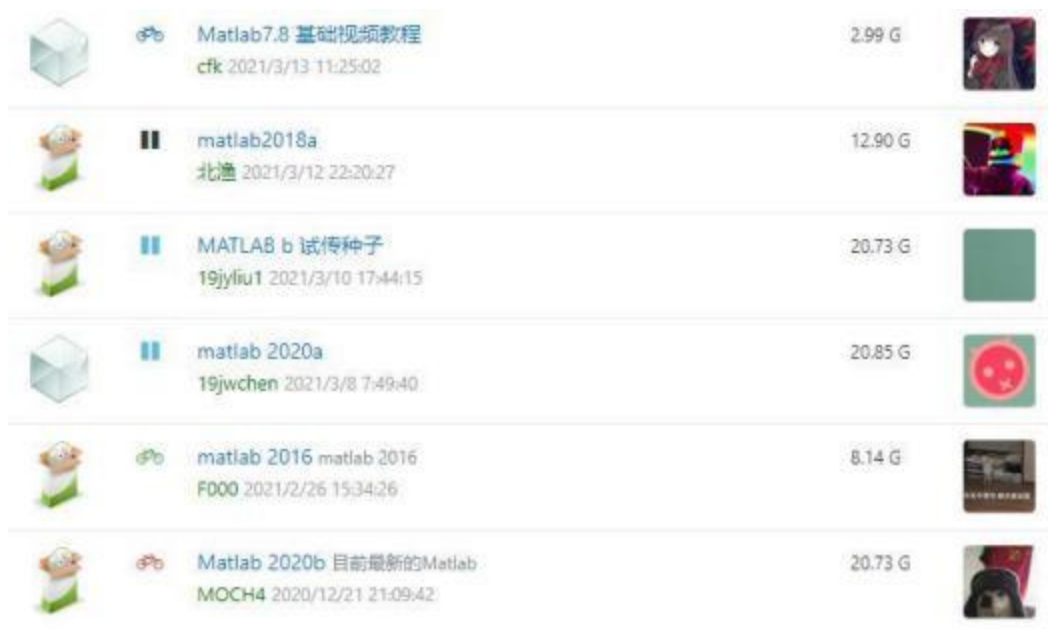 Matlab7.8 基础视频教程 2.99 G
cfk 2021/3/13 11:25:02
matlab2018a 12.90 G
北渔 2021/3/12 22:20:27
MATLAB b 试传种子 20.73 G
19jyliu1 2021/3/10 17:44:15
matlab 2020a 20.85 G
19jwchen 2021/3/8 7:49:40
matlab 2016 matlab 2016 8.14 G
F000 2021/2/26 15:34:26
Matlab 2020b 目前最新的Matlab 20.73 G
MOCH4 2020/12/21 21:09:42